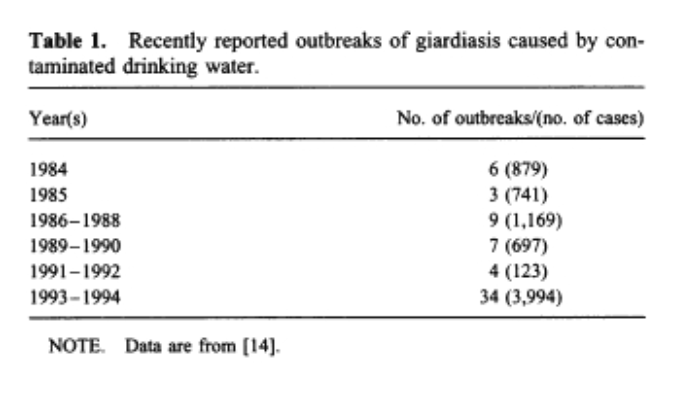 Table 1. Recently reported outbreaks of giardiasis caused by con-
taminated drinking water.
Year(s) No. of outbreaks/(no. of cases)
1984 6 (879)
1985 3 (741)
1986–1988 9 (1,169)
1989–1990 7 (697)
1991–1992 4 (123)
1993–1994 34 (3,994)
NOTE. Data are from [14].